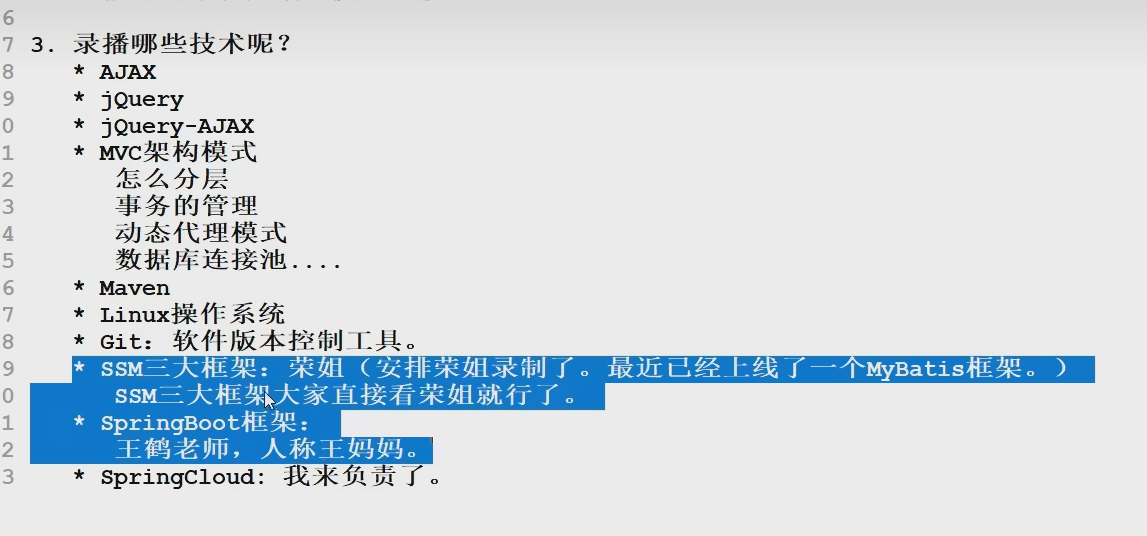 6
7 3. 录播哪些技术呢？
8 * AJAX
9 * jQuery
0 * jQuery-AJAX
1 * MVC架构模式
2 怎么分层
3 事务的管理
4 动态代理模式
5 数据库连接池....
6 * Maven
7 * Linux操作系统
8 * Git: 软件版本控制工具。
9 * SSM三大框架: 荣姐（安排荣姐录制了。最近已经上线了一个MyBatis框架。）
0 SSM三大框架大家直接看荣姐就行了。
1 * SpringBoot框架:
2 王鹤老师，人称王妈妈。
3 * SpringCloud: 我来负责了。